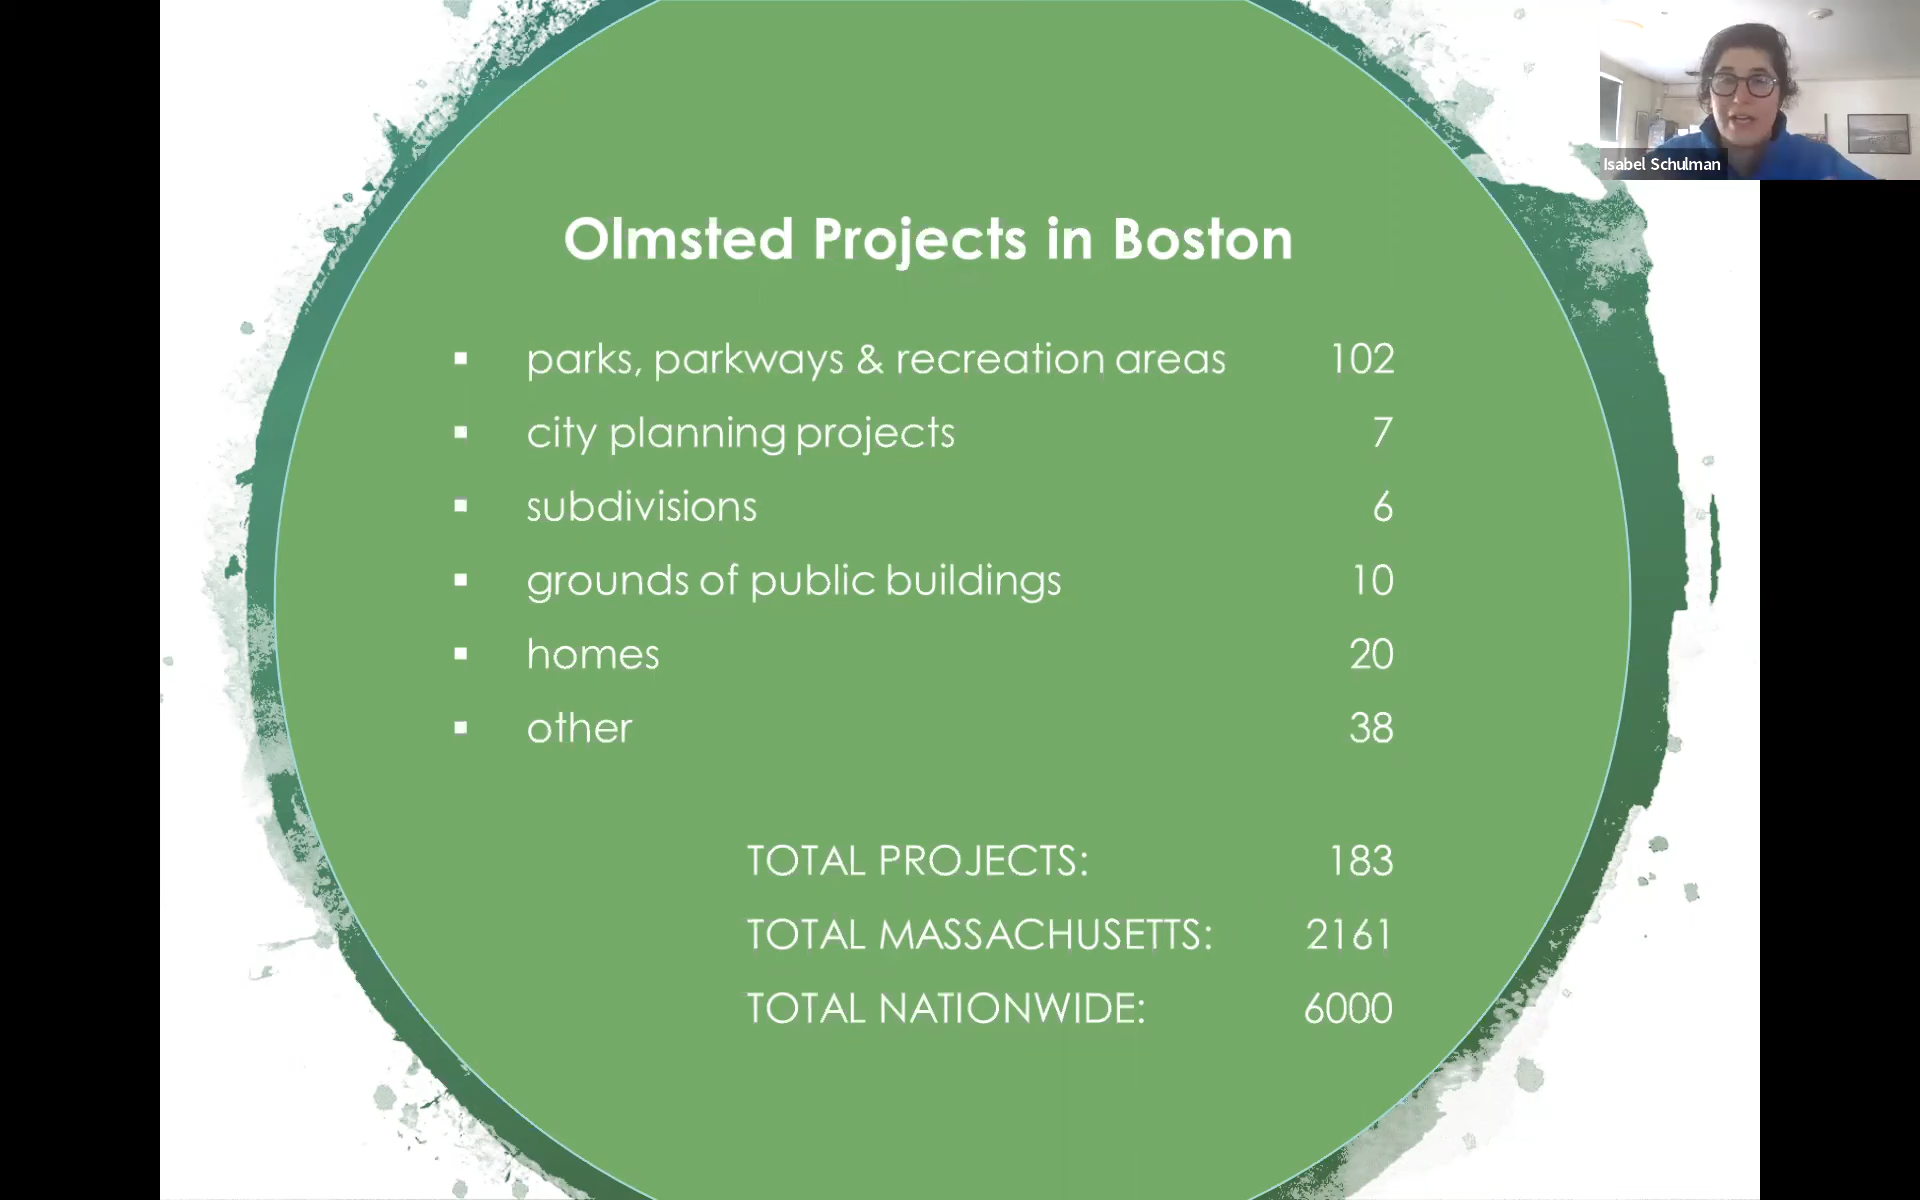 Isabel Schulman
Olmsted Projects in Boston
▪ parks, parkways & recreation areas 102
▪ city planning projects 7
▪ subdivisions 6
▪ grounds of public buildings 10
▪ homes 20
▪ other 38
TOTAL PROJECTS: 183
TOTAL MASSACHUSETTS: 2161
TOTAL NATIONWIDE: 6000